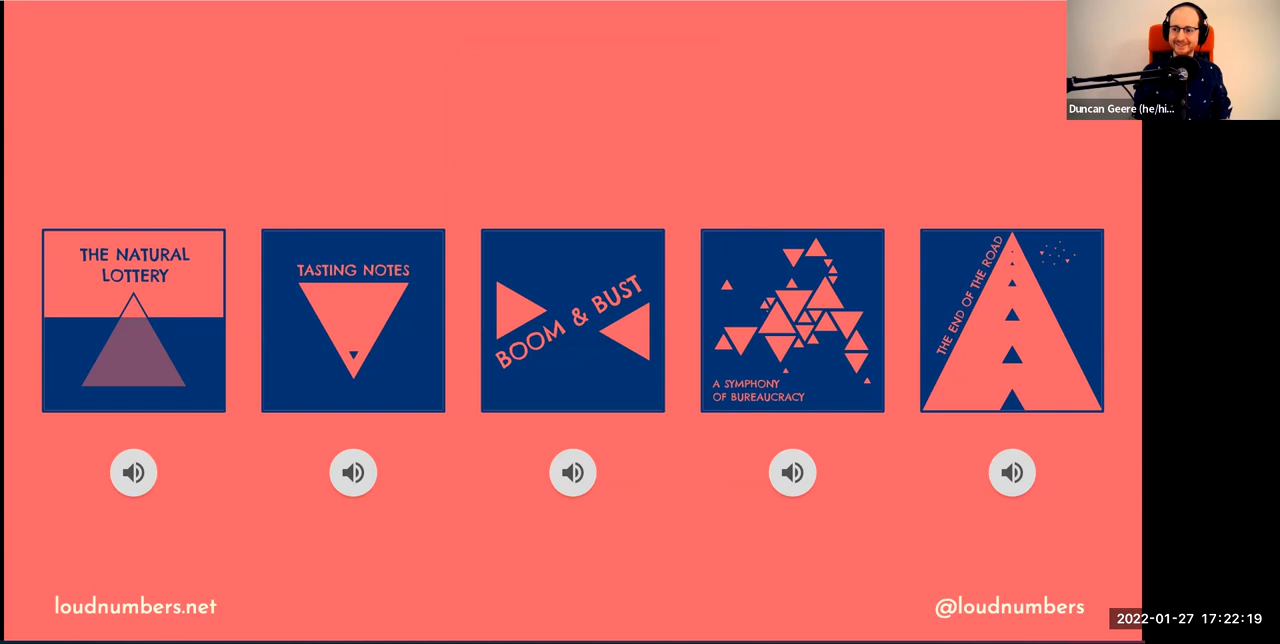 Duncan Geere (he/hi...
THE NATURAL
LOTTERY
TASTING NOTES
BOOM & BUST
A SYMPHONY
OF BUREAUCRACY
THE END OF THE ROAD
loudnumbers.net
@loudnumbers
2022-01-27 17:22:19